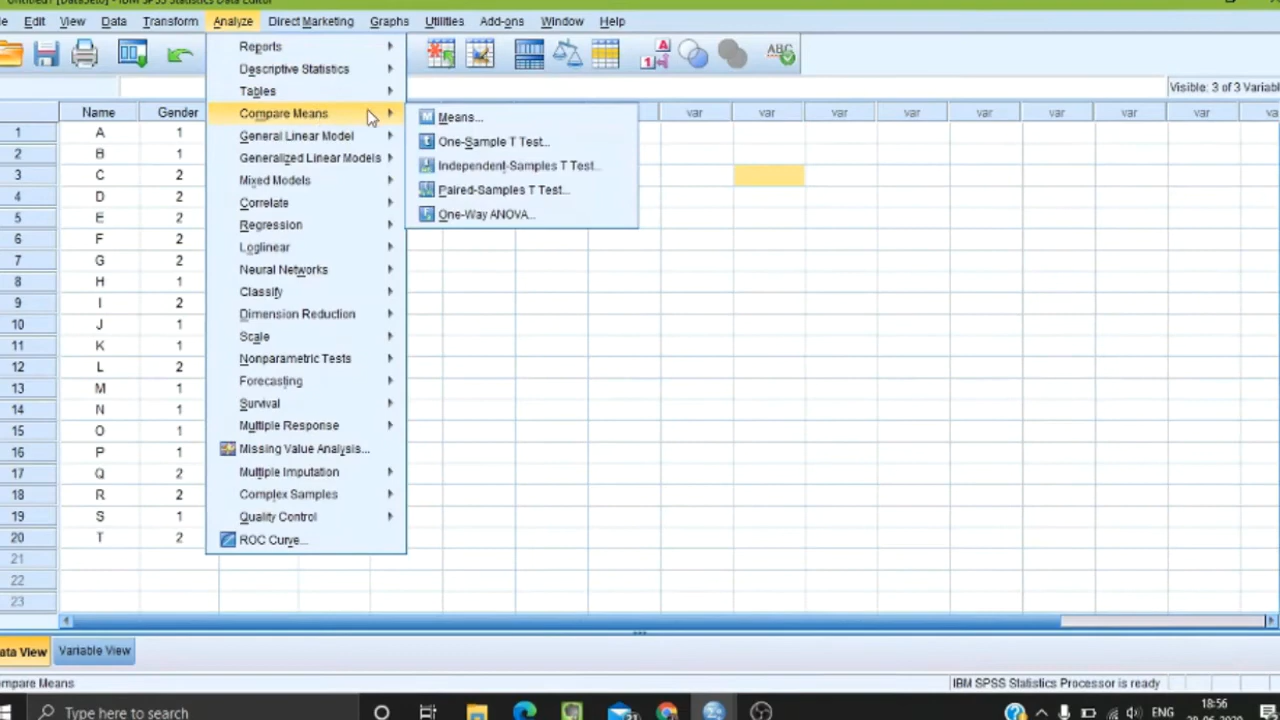 Edit View Data Transform Analyze Direct Marketing Graphs Utilities Add-ons Window Help
Reports
Descriptive Statistics
Tables
Compare Means
General Linear Model
Generalized Linear Models
Mixed Models
Correlate
Regression
Loglinear
Neural Networks
Classify
Dimension Reduction
Scale
Nonparametric Tests
Forecasting
Survival
Multiple Response
Missing Value Analysis...
Multiple Imputation
Complex Samples
Quality Control
ROC Curve...
Means...
One-Sample T Test...
Independent-Samples T Test...
Paired-Samples T Test...
One-Way ANOVA...
A
ABC
Visible: 3 of 3 Variabl
Name Gender var var var var var var var var va
1 A 1
2 B 1
3 C 2
4 D 2
5 E 2
6 F 2
7 G 2
8 H 1
9 I 2
10 J 1
11 K 1
12 L 2
13 M 1
14 N 1
15 O 1
16 P 1
17 Q 2
18 R 2
19 S 1
20 T 2
21
22
23
ata View Variable View
ompare Means IBM SPSS Statistics Processor is ready
Type here to search ENG 18:56